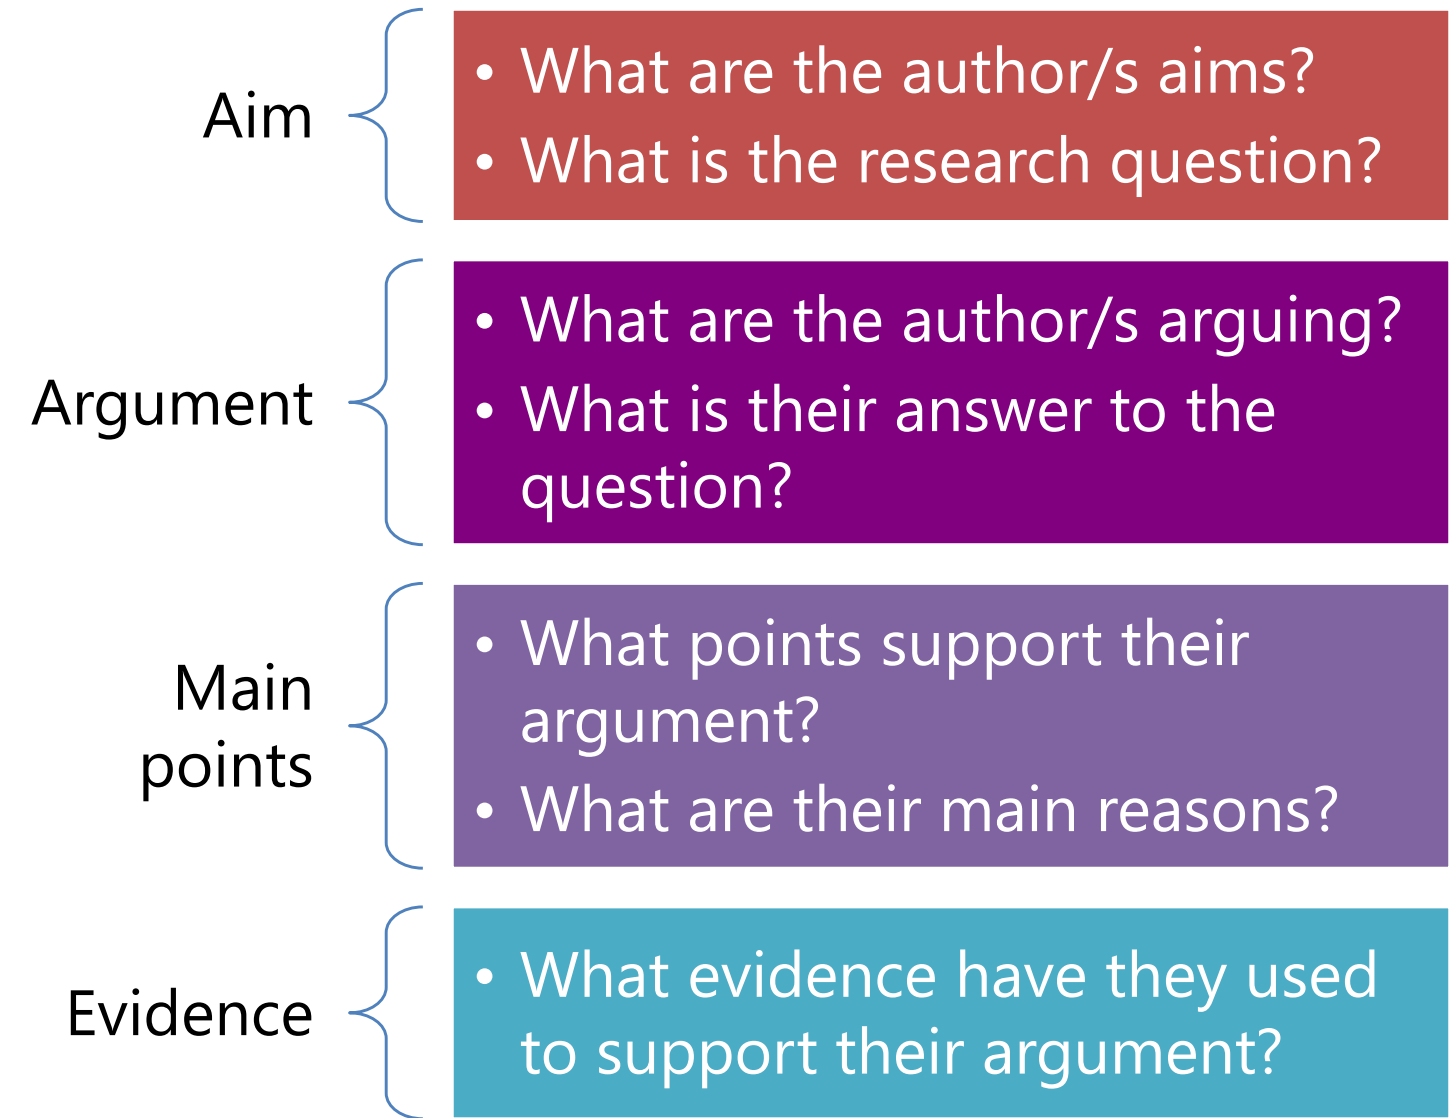 Aim
• What are the author/s aims?
• What is the research question?
Argument
• What are the author/s arguing?
• What is their answer to the
question?
Main
points
• What points support their
argument?
• What are their main reasons?
Evidence
• What evidence have they used
to support their argument?